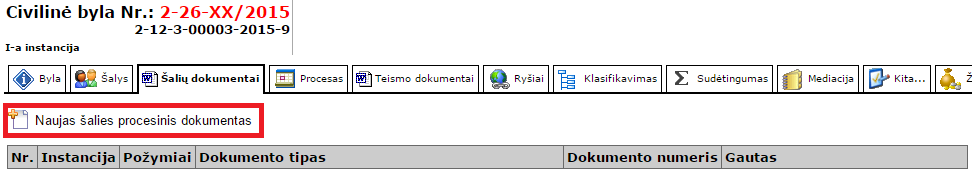 Civilinė byla Nr.: 2-26-XX/2015
2-12-3-00003-2015-9
I-a instancija
Byla Šalys Šalių dokumentai Procesas Teismo dokumentai Ryšiai Klasifikavimas Sudėtingumas Mediacija Kita... Ž
Naujas šalies procesinis dokumentas
Nr. Instancija Požymiai Dokumento tipas Dokumento numeris Gautas